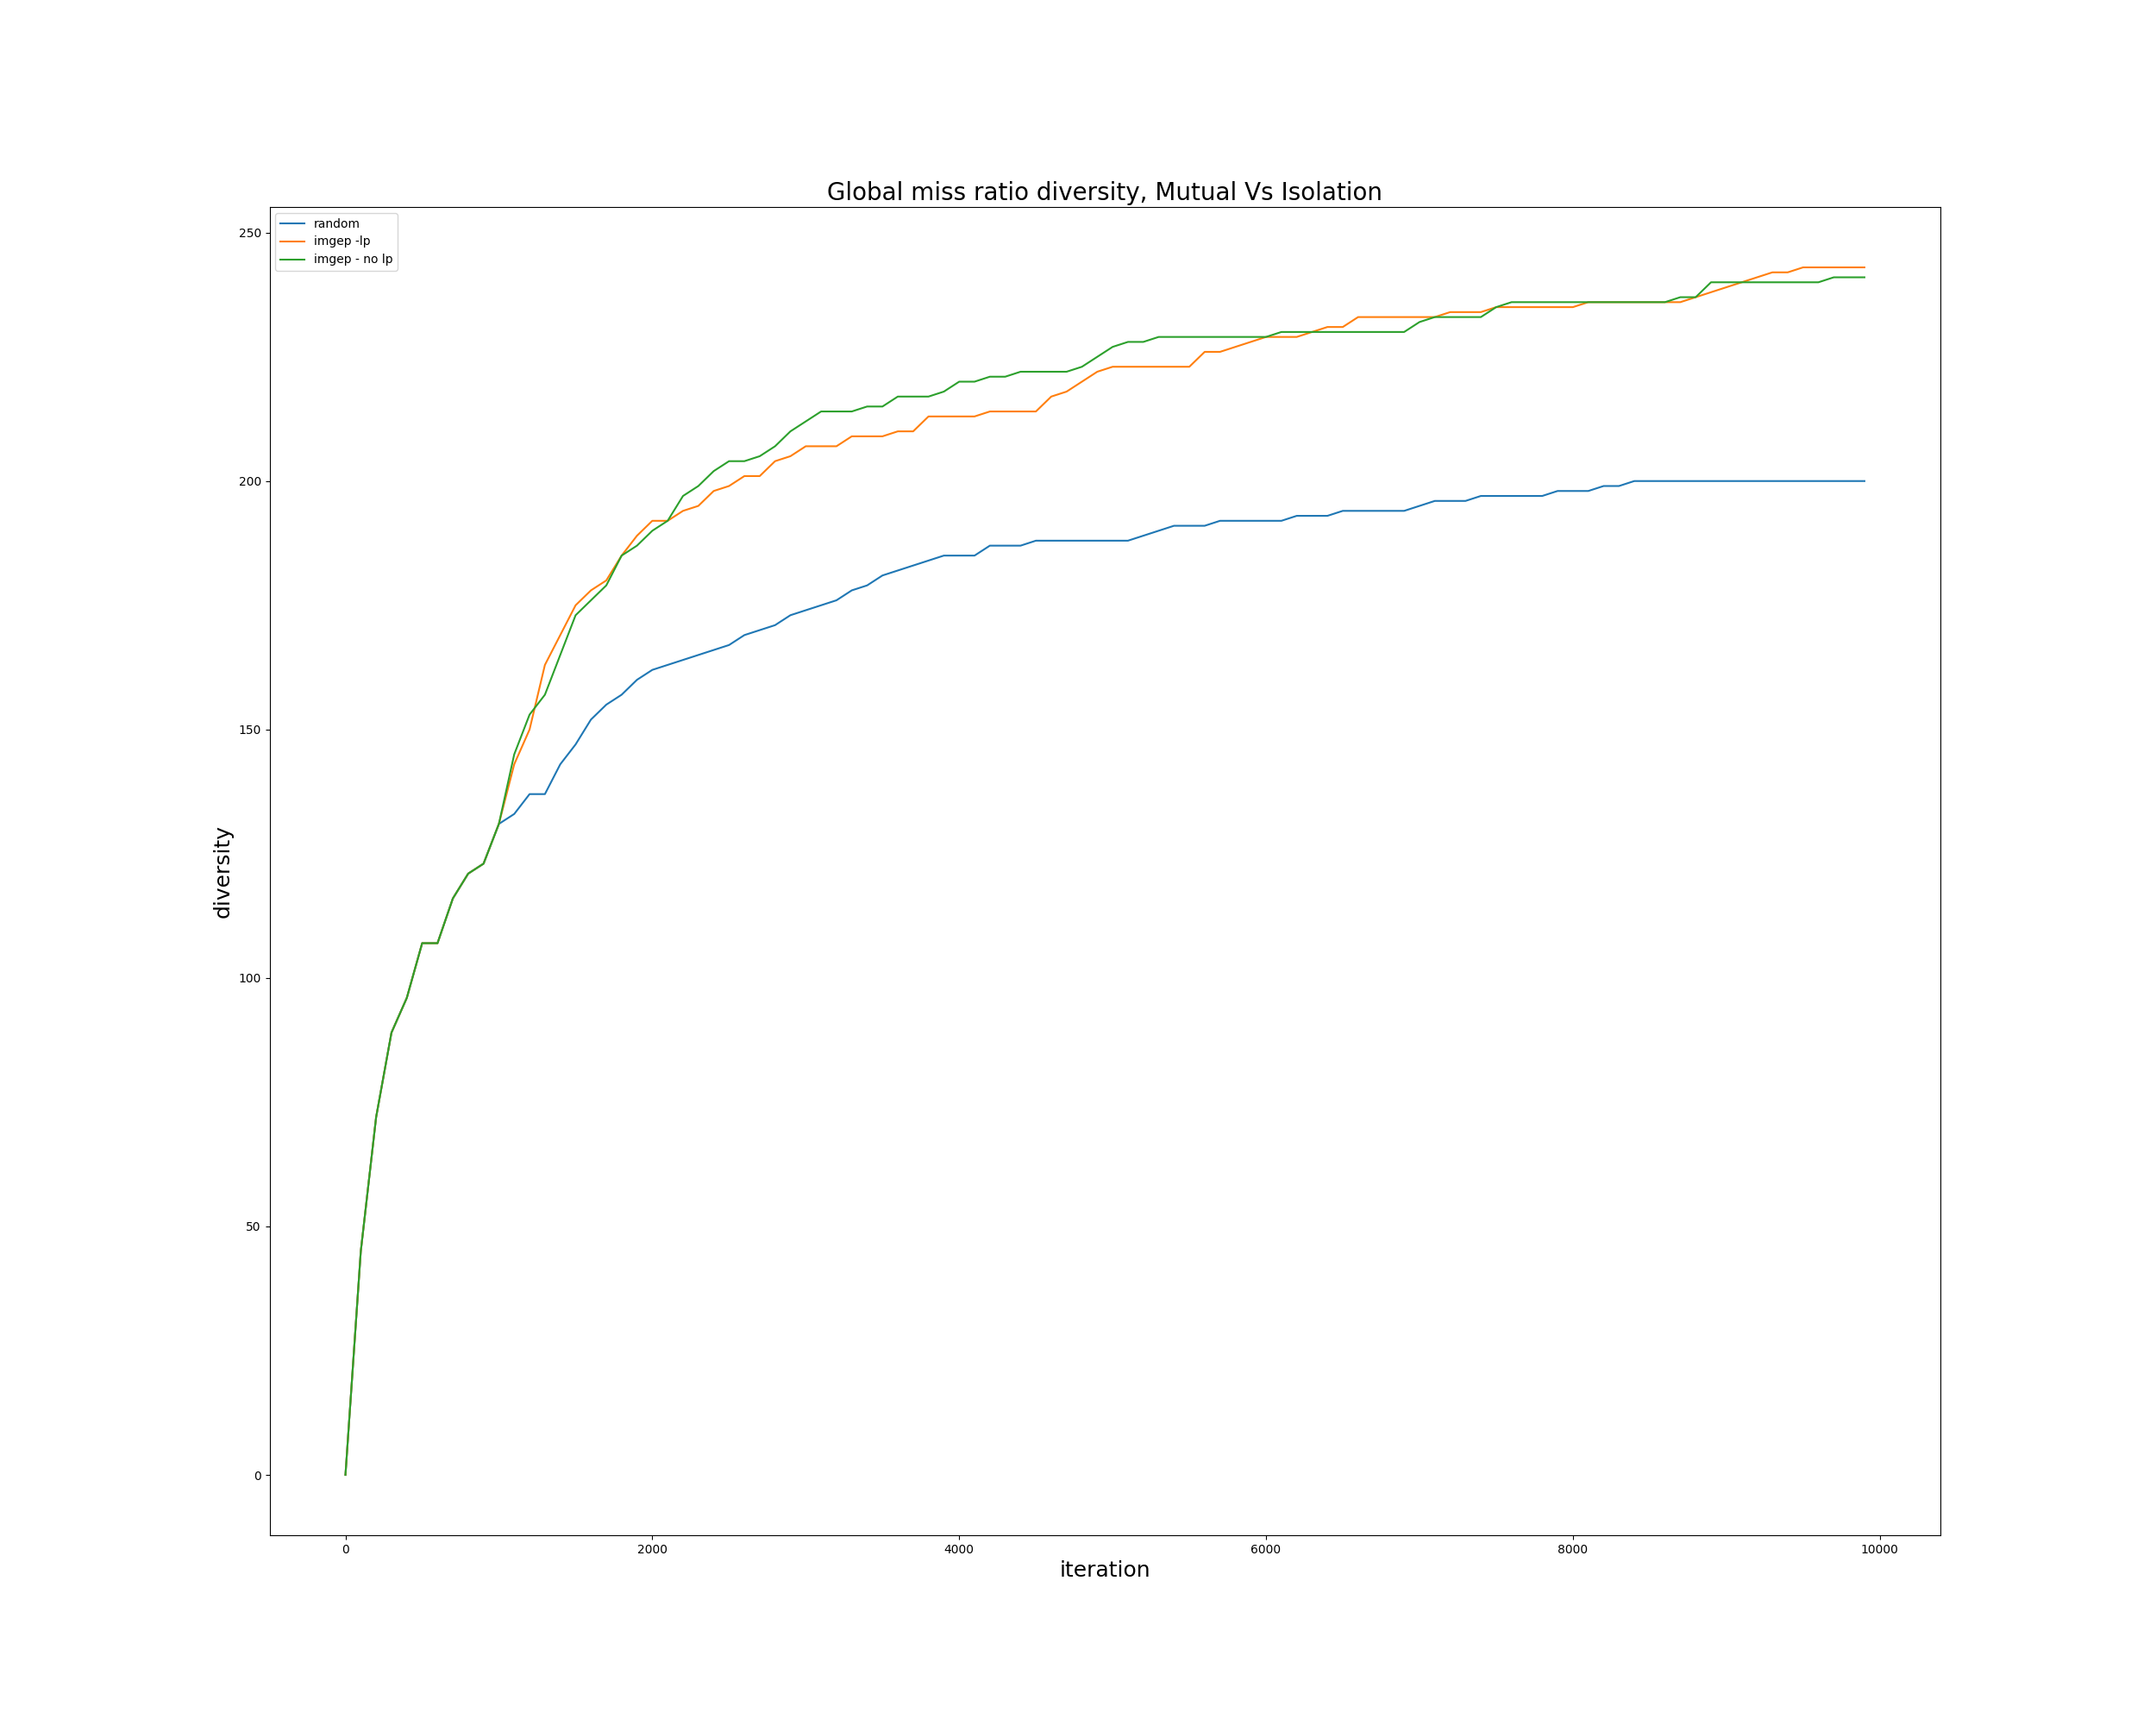 Global miss ratio diversity, Mutual Vs Isolation
random
imgep -lp
imgep - no lp
250
200
150
100
50
0
diversity
0 2000 4000 6000 8000 10000
iteration